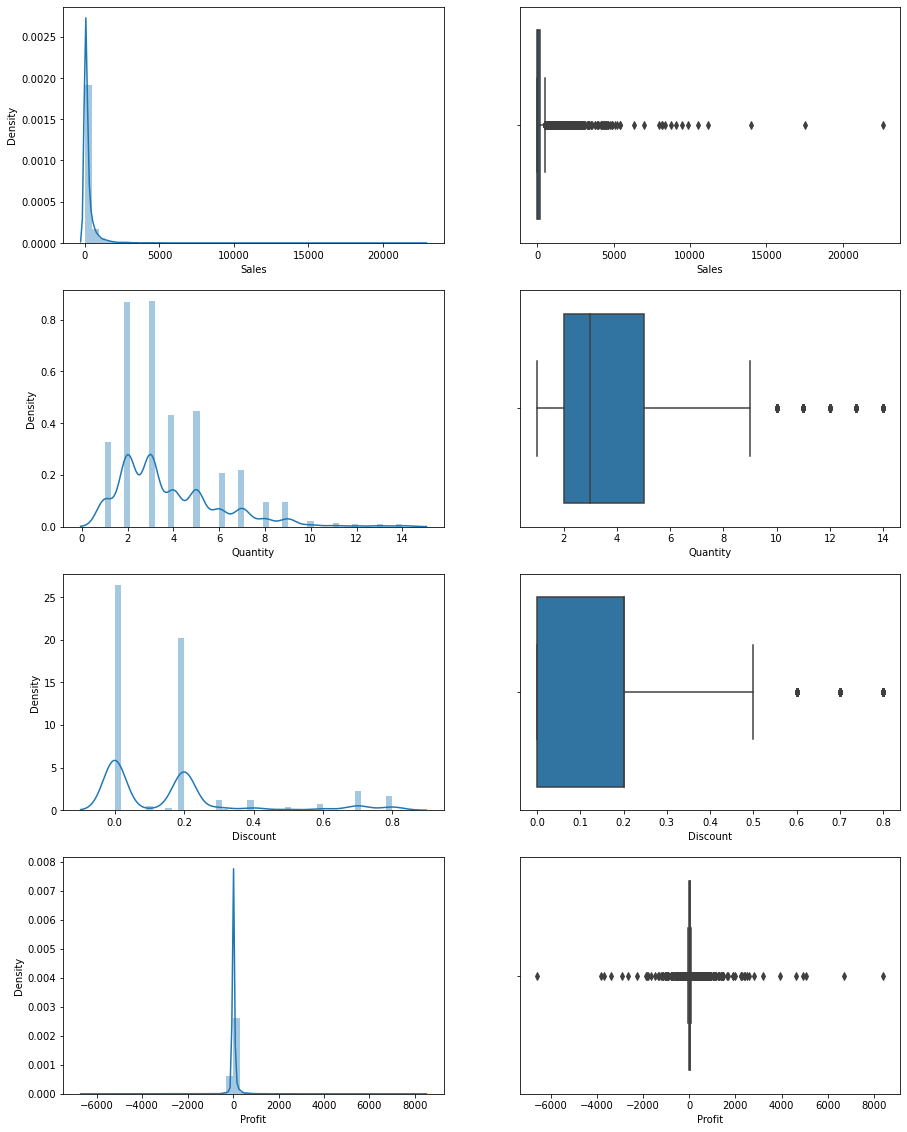 0.0025
0.0020
0.0015
0.0010
0.0005
0.0000
Density
0 5000 10000 15000 20000
Sales
0 5000 10000 15000 20000
Sales
0.8
0.6
0.4
0.2
0.0
Density
0 2 4 6 8 10 12 14
Quantity
2 4 6 8 10 12 14
Quantity
25
20
15
10
5
0
Density
0.0 0.2 0.4 0.6 0.8
Discount
0.0 0.1 0.2 0.3 0.4 0.5 0.6 0.7 0.8
Discount
0.008
0.007
0.006
0.005
0.004
0.003
0.002
0.001
0.000
Density
−6000 −4000 −2000 0 2000 4000 6000 8000
Profit
−6000 −4000 −2000 0 2000 4000 6000 8000
Profit